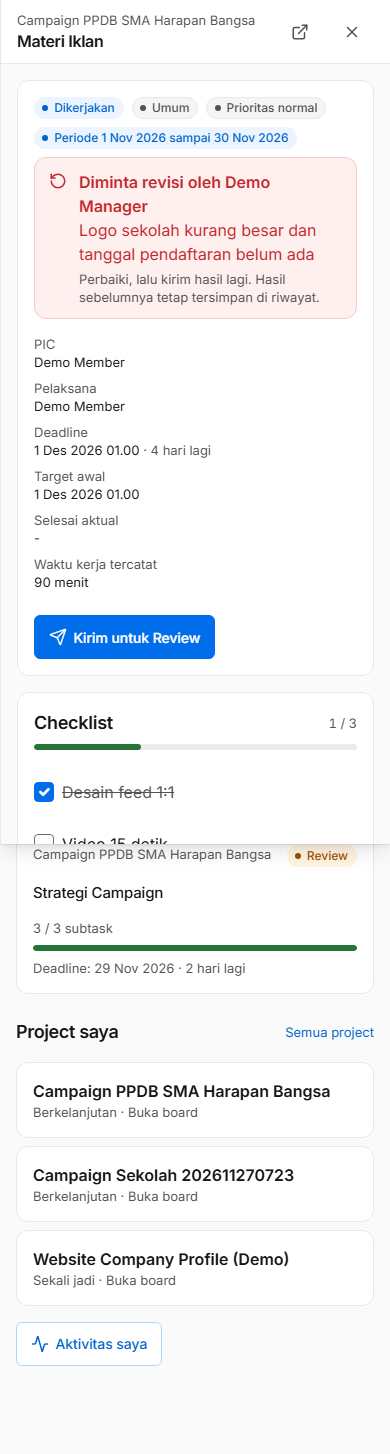 Campaign PPDB SMA Harapan Bangsa
Materi Iklan
Dikerjakan
Umum
Prioritas normal
Periode 1 Nov 2026 sampai 30 Nov 2026
Diminta revisi oleh Demo
Manager
Logo sekolah kurang besar dan
tanggal pendaftaran belum ada
Perbaiki, lalu kirim hasil lagi. Hasil
sebelumnya tetap tersimpan di riwayat.
PIC
Demo Member
Pelaksana
Demo Member
Deadline
1 Des 2026 01.00 · 4 hari lagi
Target awal
1 Des 2026 01.00
Selesai aktual
-
Waktu kerja tercatat
90 menit
Kirim untuk Review
Checklist 1 / 3
Desain feed 1:1
Video 15 detik
Campaign PPDB SMA Harapan Bangsa Review
Strategi Campaign
3 / 3 subtask
Deadline: 29 Nov 2026 · 2 hari lagi
Project saya Semua project
Campaign PPDB SMA Harapan Bangsa
Berkelanjutan · Buka board
Campaign Sekolah 202611270723
Berkelanjutan · Buka board
Website Company Profile (Demo)
Sekali jadi · Buka board
Aktivitas saya